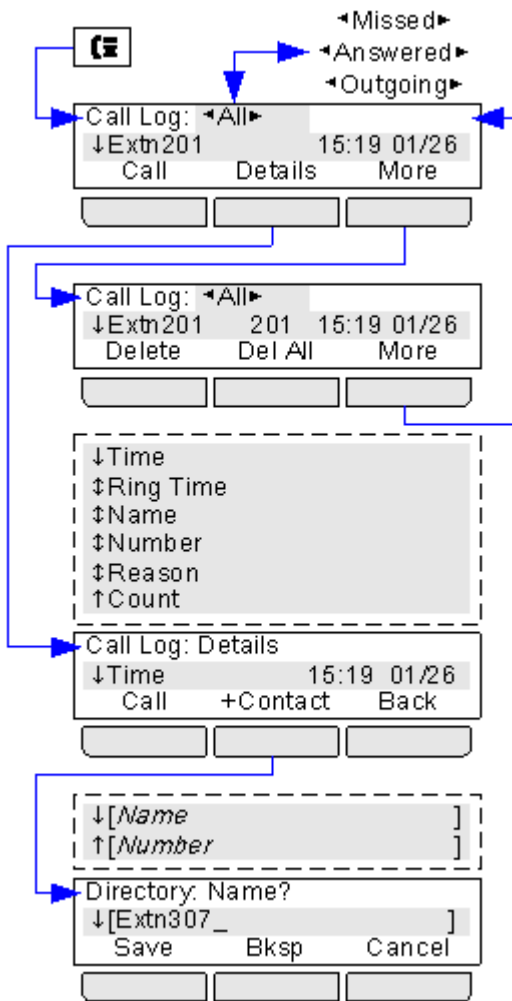 ◂Missed▸
◂Answered▸
◂Outgoing▸
Call Log: ◂All▸
↓Extn201 15:19 01/26
Call Details More
Call Log: ◂All▸
↓Extn201 201 15:19 01/26
Delete Del All More
↓Time
↕Ring Time
↕Name
↕Number
↕Reason
↑Count
Call Log: Details
↓Time 15:19 01/26
Call +Contact Back
↓[Name ]
↑[Number ]
Directory: Name?
↓[Extn307_ ]
Save Bksp Cancel